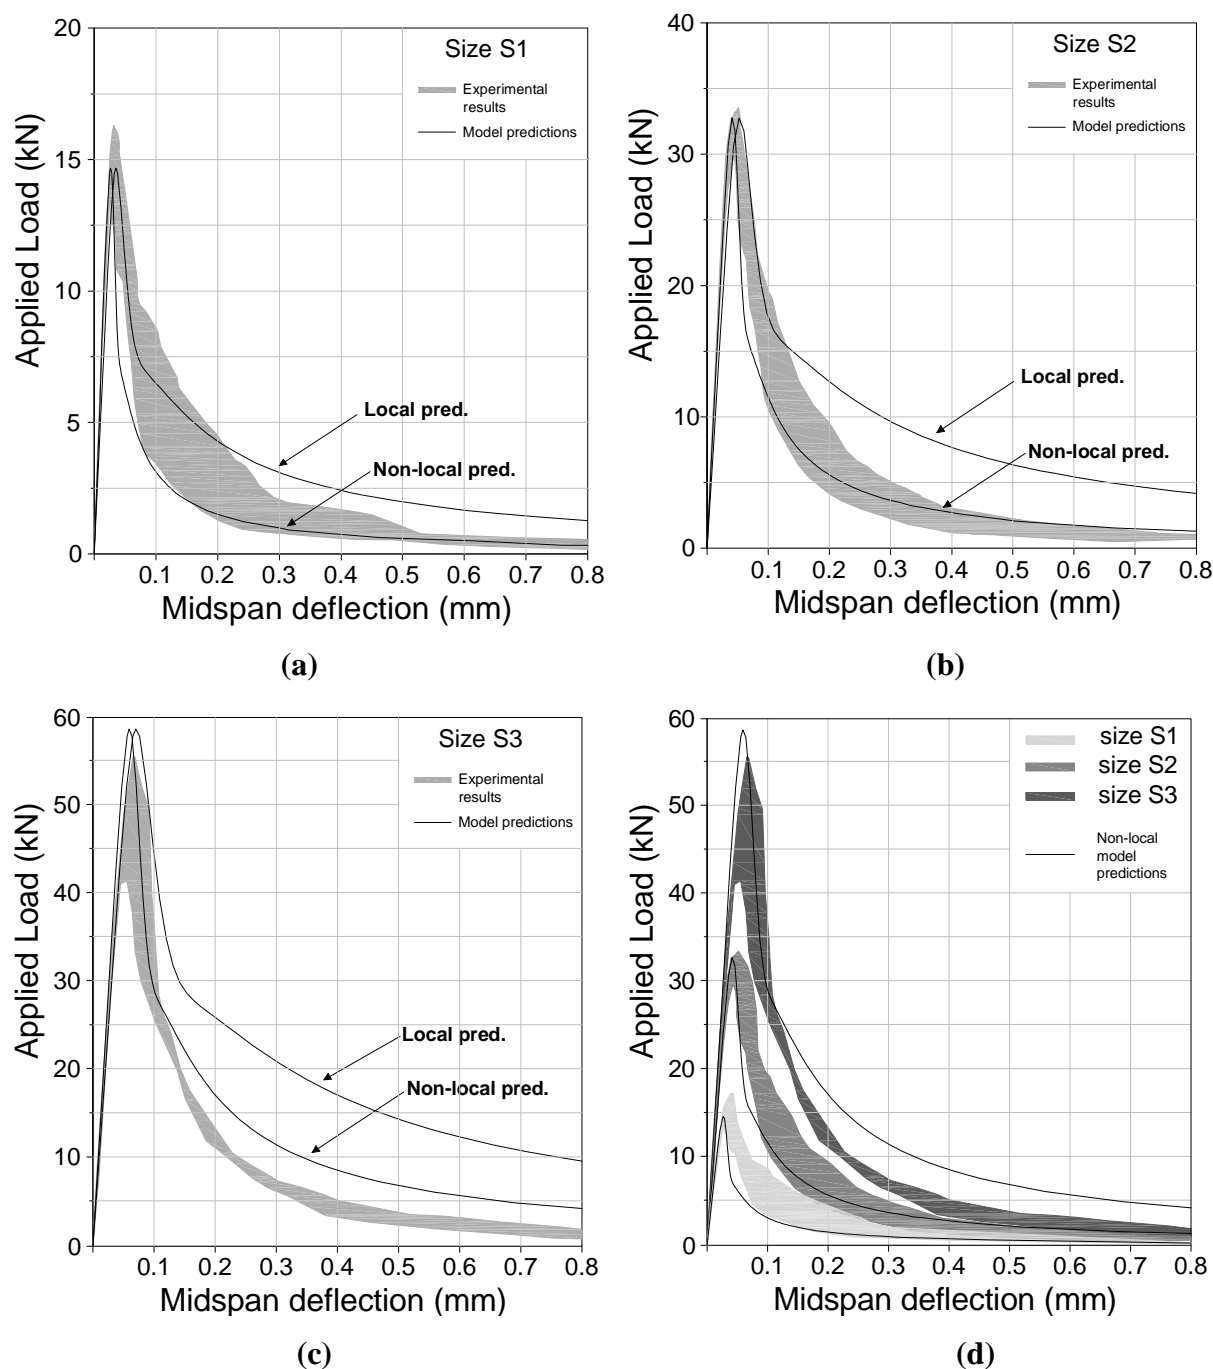 20
15
10
5
0
Applied Load (kN)
Size S1
Experimental
results
Model predictions
Local pred.
Non-local pred.
0.1 0.2 0.3 0.4 0.5 0.6 0.7 0.8
Midspan deflection (mm)
(a)
40
30
20
10
0
Applied Load (kN)
Size S2
Experimental
results
Model predictions
Local pred.
Non-local pred.
0.1 0.2 0.3 0.4 0.5 0.6 0.7 0.8
Midspan deflection (mm)
(b)
60
50
40
30
20
10
0
Applied Load (kN)
Size S3
Experimental
results
Model predictions
Local pred.
Non-local pred.
0.1 0.2 0.3 0.4 0.5 0.6 0.7 0.8
Midspan deflection (mm)
(c)
60
50
40
30
20
10
0
Applied Load (kN)
size S1
size S2
size S3
Non-local
model
predictions
0.1 0.2 0.3 0.4 0.5 0.6 0.7 0.8
Midspan deflection (mm)
(d)